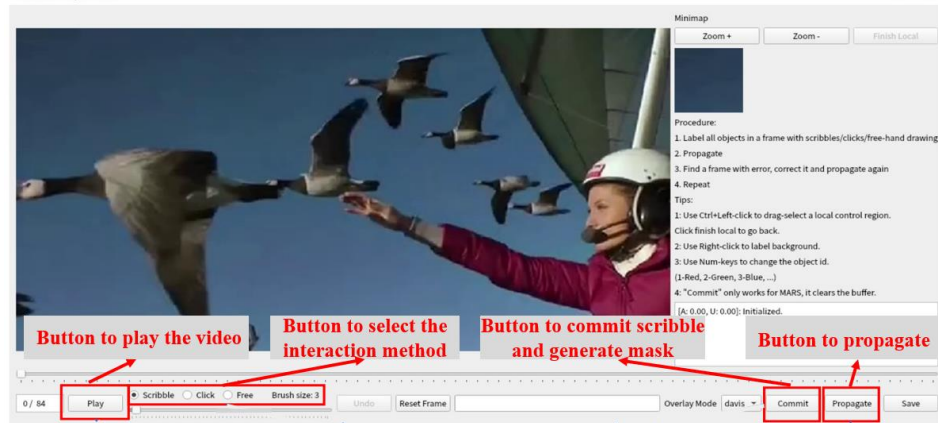 Minimap
Zoom +
Zoom -
Finish Local
Procedure:
1. Label all objects in a frame with scribbles/clicks/free-hand drawing
2. Propagate
3. Find a frame with error, correct it and propagate again
4. Repeat
Tips:
1: Use Ctrl+Left-click to drag-select a local control region.
Click finish local to go back.
2: Use Right-click to label background.
3: Use Num-keys to change the object id.
(1-Red, 2-Green, 3-Blue, ...)
4: "Commit" only works for MARS, it clears the buffer.
[A: 0.00, U: 0.00]: Initialized.
Button to play the video
Button to select the
interaction method
Button to commit scribble
and generate mask
Button to propagate
0 / 84
Play
Scribble
Click
Free
Brush size: 3
Undo
Reset Frame
Overlay Mode
davis
Commit
Propagate
Save